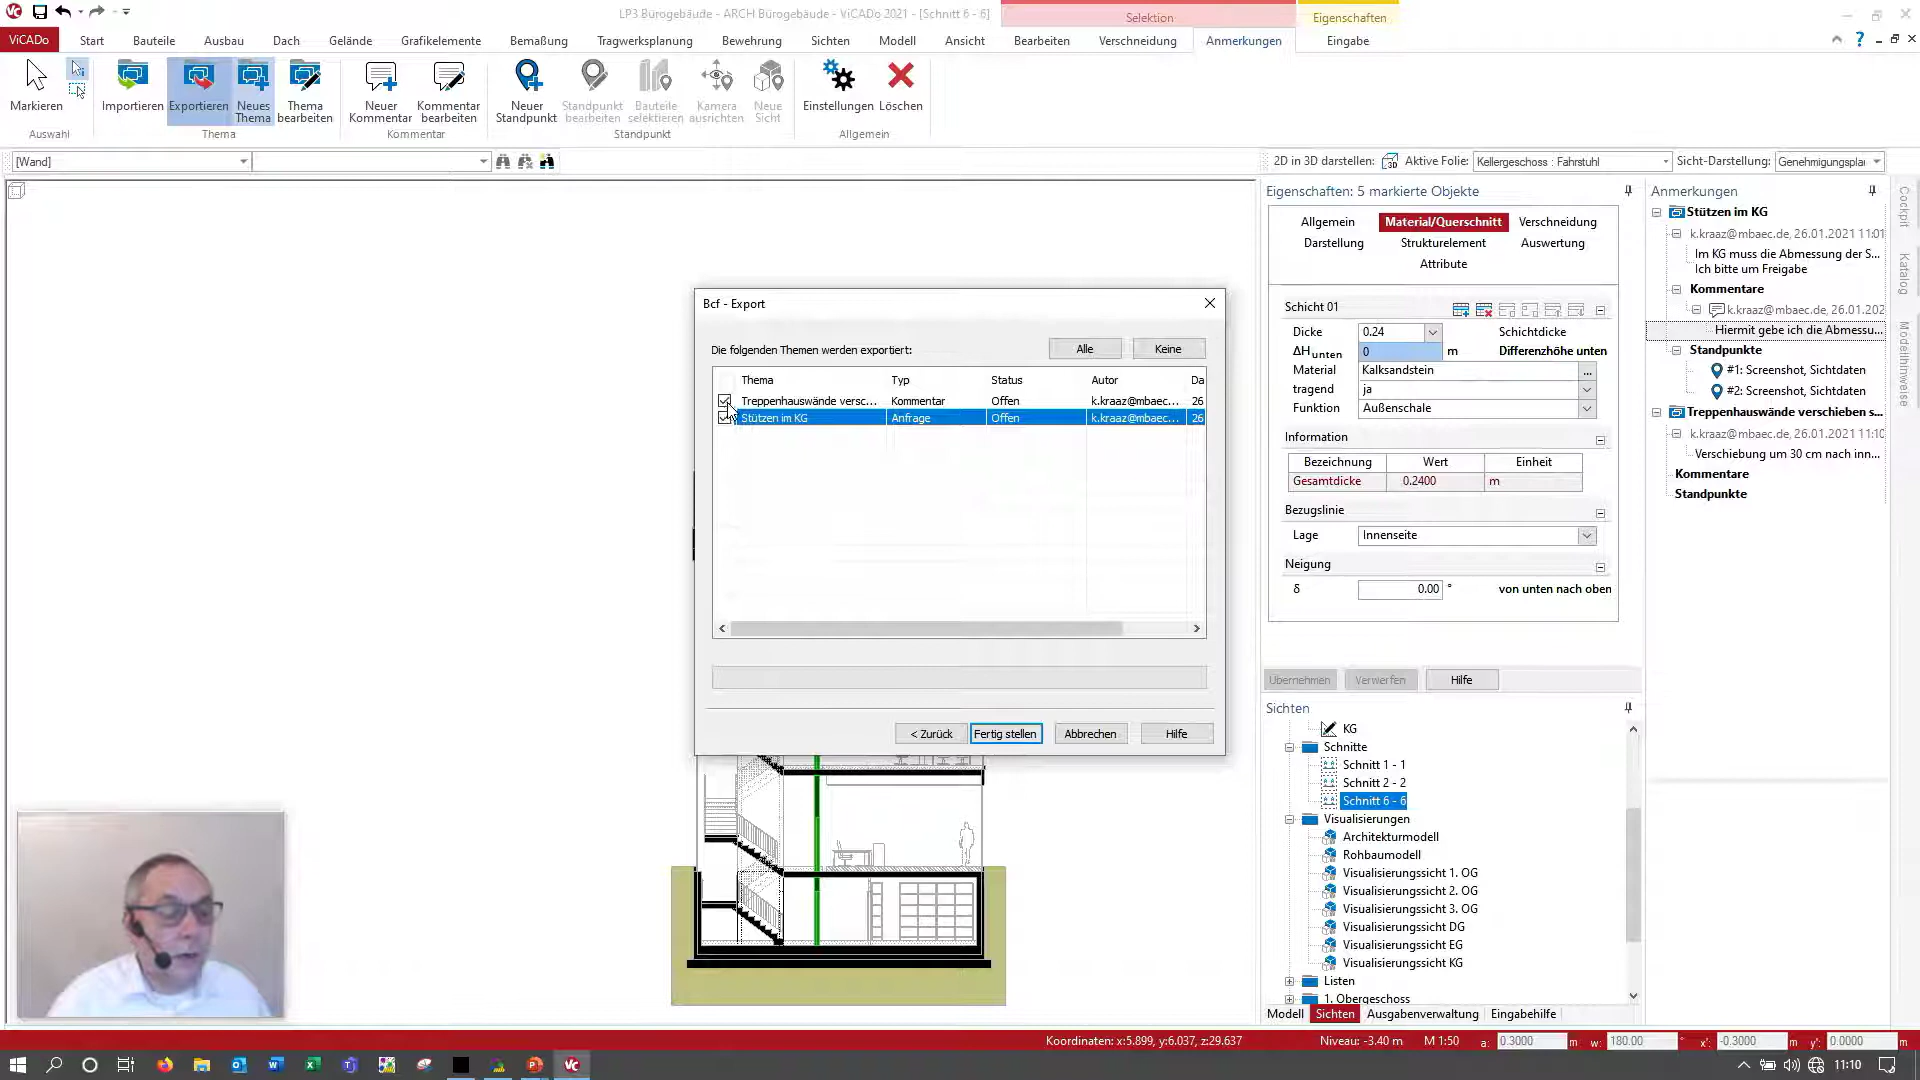 LP3 Bürogebäude - ARCH Bürogebäude - ViCADo 2021 - [Schnitt 6 - 6]
Selektion
Eigenschaften
ViCADo
Start
Bauteile
Ausbau
Dach
Gelände
Grafikelemente
Bemaßung
Tragwerksplanung
Bewehrung
Sichten
Modell
Ansicht
Bearbeiten
Verschneidung
Anmerkungen
Eingabe
Markieren
Importieren
Exportieren
Neues
Thema
Thema
bearbeiten
Neuer
Kommentar
Kommentar
bearbeiten
Neuer
Standpunkt
Standpunkt
bearbeiten
Bauteile
selektieren
Kamera
ausrichten
Neue
Sicht
Einstellungen
Löschen
Auswahl
Thema
Kommentar
Standpunkt
Allgemein
[Wand]
2D in 3D darstellen:
Aktive Folie:
Kellergeschoss : Fahrstuhl
Sicht-Darstellung:
Genehmigungsplan
Eigenschaften: 5 markierte Objekte
Allgemein
Material/Querschnitt
Verschneidung
Darstellung
Strukturelement
Auswertung
Attribute
Schicht 01
Dicke
0.24
Schichtdicke
ΔHunten
0
m
Differenzhöhe unten
Material
Kalksandstein
...
tragend
ja
Funktion
Außenschale
Information
Bezeichnung
Wert
Einheit
Gesamtdicke
0.2400
m
Bezugslinie
Lage
Innenseite
Neigung
δ
0.00
°
von unten nach oben
Übernehmen
Verwerfen
Hilfe
Anmerkungen
Stützen im KG
k.kraaz@mbaec.de, 26.01.2021 11:01
Im KG muss die Abmessung der S...
Ich bitte um Freigabe
Kommentare
k.kraaz@mbaec.de, 26.01.202
Hiermit gebe ich die Abmessu...
Standpunkte
#1: Screenshot, Sichtdaten
#2: Screenshot, Sichtdaten
Treppenhauswände verschieben s...
k.kraaz@mbaec.de, 26.01.2021 11:10
Verschiebung um 30 cm nach inn...
Kommentare
Standpunkte
Cockpit
Katalog
Modellhinweise
Bcf - Export
Die folgenden Themen werden exportiert:
Alle
Keine
Thema
Typ
Status
Autor
Da
Treppenhauswände versc...
Kommentar
Offen
k.kraaz@mbaec...
26
Stützen im KG
Anfrage
Offen
k.kraaz@mbaec...
26
< Zurück
Fertig stellen
Abbrechen
Hilfe
Sichten
KG
Schnitte
Schnitt 1 - 1
Schnitt 2 - 2
Schnitt 6 - 6
Visualisierungen
Architekturmodell
Rohbaumodell
Visualisierungssicht 1. OG
Visualisierungssicht 2. OG
Visualisierungssicht 3. OG
Visualisierungssicht DG
Visualisierungssicht EG
Visualisierungssicht KG
Listen
1. Obergeschoss
Modell
Sichten
Ausgabenverwaltung
Eingabehilfe
Koordinaten: x:5.899, y:6.037, z:29.637
Niveau: -3.40 m
M 1:50
a:
0.3000
m
w:
180.00
°
x':
-0.3000
m
y':
0.0000
m
11:10